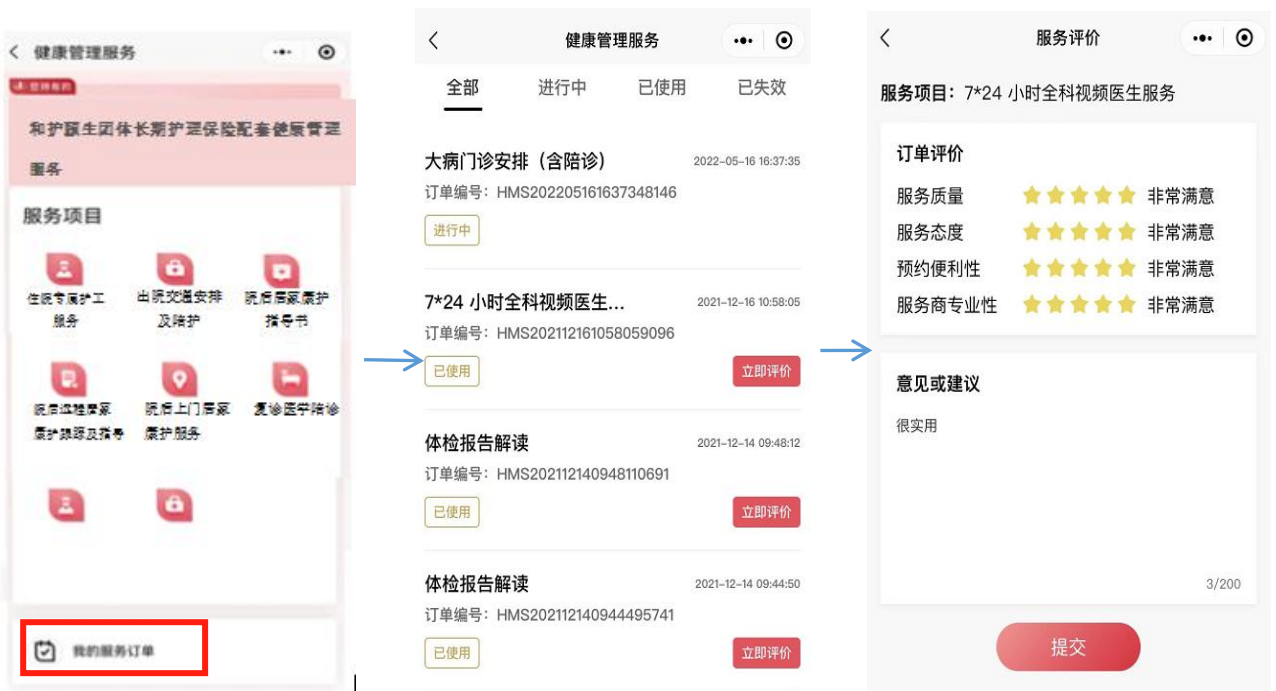 健康管理服务
和护颐生团体长期护理保险配套健康管理
服务
服务项目
住院专属护工
服务
出院交通安排
及陪护
院后居家康护
指导书
院后远程居家
康护跟踪及指导
院后上门居家
康护服务
复诊医学陪诊
我的服务订单
健康管理服务
全部 进行中 已使用 已失效
大病门诊安排（含陪诊） 2022-05-16 16:37:35
订单编号：HMS202205161637348146
进行中
7*24 小时全科视频医生... 2021-12-16 10:58:05
订单编号：HMS202112161058059096
已使用 立即评价
体检报告解读 2021-12-14 09:48:12
订单编号：HMS202112140948110691
已使用 立即评价
体检报告解读 2021-12-14 09:44:50
订单编号：HMS202112140944495741
已使用 立即评价
服务评价
服务项目：7*24 小时全科视频医生服务
订单评价
服务质量 非常满意
服务态度 非常满意
预约便利性 非常满意
服务商专业性 非常满意
意见或建议
很实用
3/200
提交